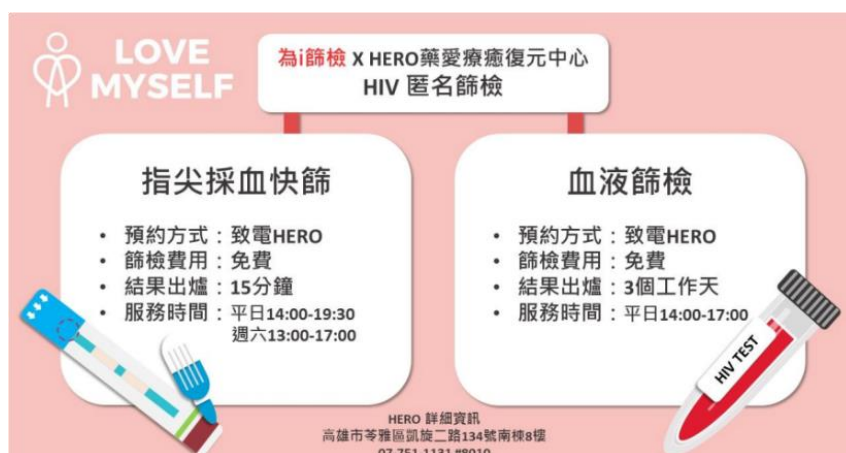 LOVE
MYSELF
為i篩檢 X HERO藥愛療癒復元中心
HIV 匿名篩檢
指尖採血快篩
• 預約方式：致電HERO
• 篩檢費用：免費
• 結果出爐：15分鐘
• 服務時間：平日14:00-19:30
週六13:00-17:00
血液篩檢
• 預約方式：致電HERO
• 篩檢費用：免費
• 結果出爐：3個工作天
• 服務時間：平日14:00-17:00
HIV TEST
HERO 詳細資訊
高雄市苓雅區凱旋二路134號南棟8樓
07-751-1131 #8010